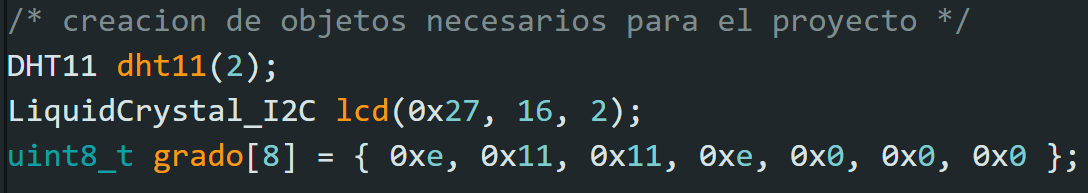 /* creacion de objetos necesarios para el proyecto */
DHT11 dht11(2);
LiquidCrystal_I2C lcd(0x27, 16, 2);
uint8_t grado[8] = { 0xe, 0x11, 0x11, 0xe, 0x0, 0x0, 0x0 };